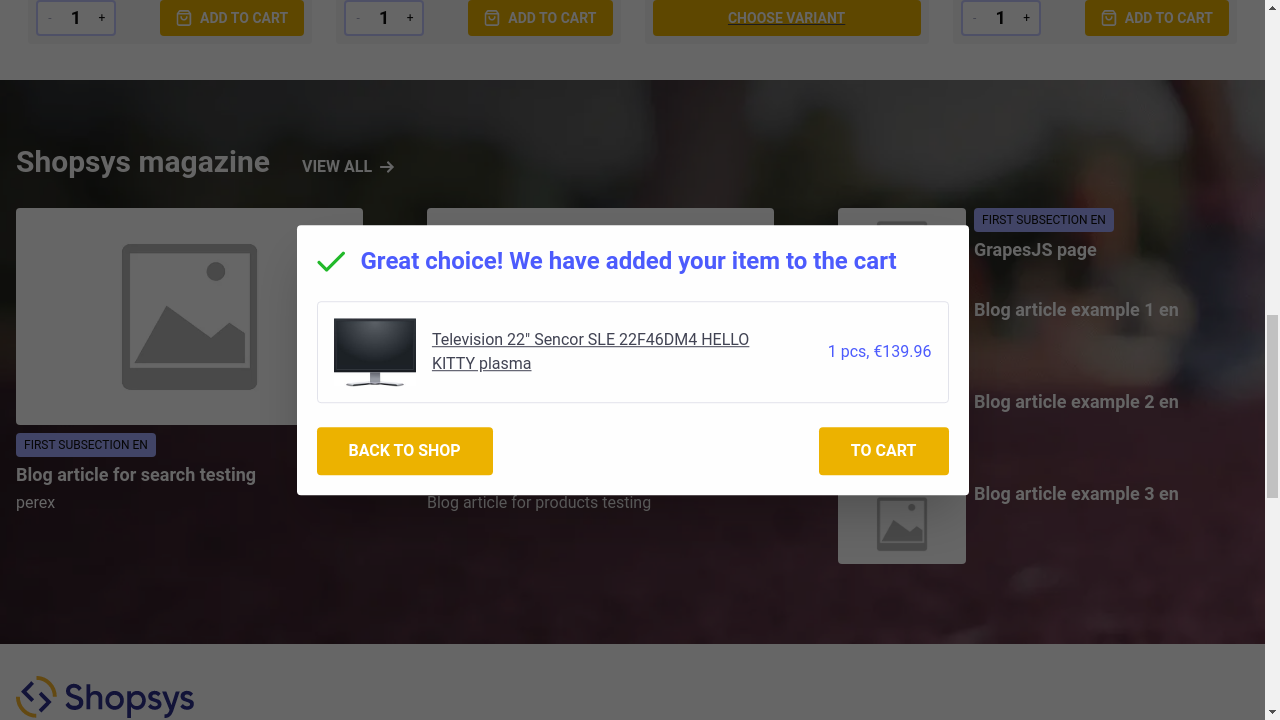 - 1 + ADD TO CART - 1 + ADD TO CART CHOOSE VARIANT - 1 + ADD TO CART
Shopsys magazine VIEW ALL
FIRST SUBSECTION EN
GrapesJS page
Great choice! We have added your item to the cart
Blog article example 1 en
Television 22" Sencor SLE 22F46DM4 HELLO
KITTY plasma
1 pcs, €139.96
Blog article example 2 en
BACK TO SHOP TO CART
FIRST SUBSECTION EN
Blog article for search testing
perex
Blog article for products testing
Blog article example 3 en
Shopsys